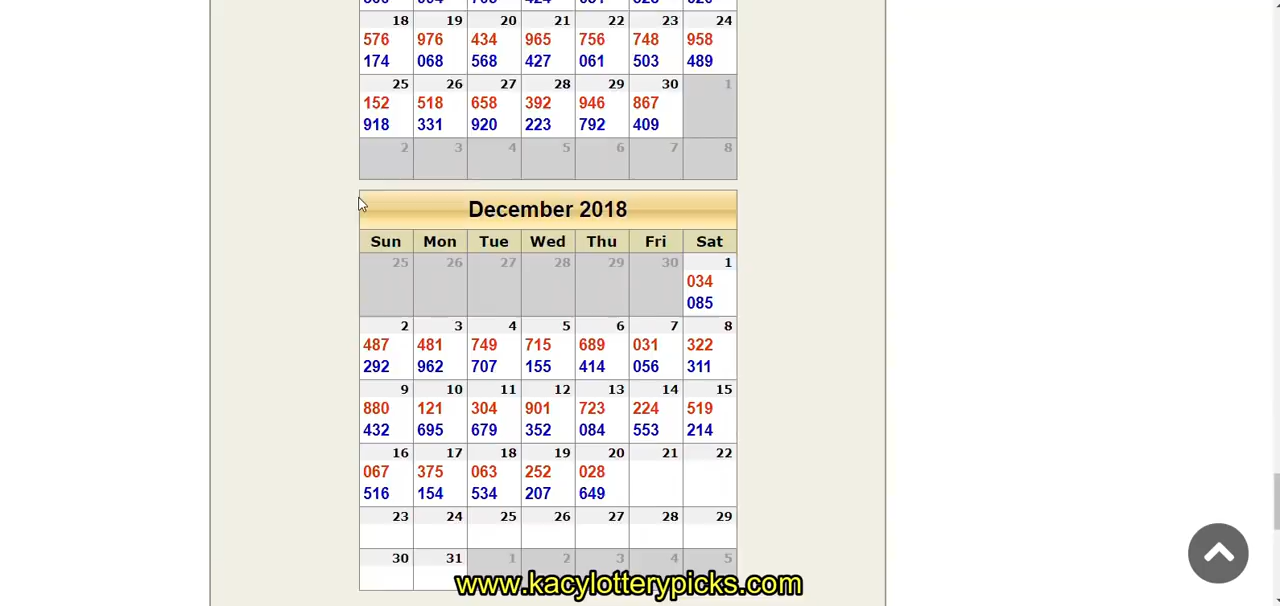 18 19 20 21 22 23 24
576 976 434 965 756 748 958
174 068 568 427 061 503 489
25 26 27 28 29 30 1
152 518 658 392 946 867
918 331 920 223 792 409
2 3 4 5 6 7 8
December 2018
Sun Mon Tue Wed Thu Fri Sat
25 26 27 28 29 30 1
034
085
2 3 4 5 6 7 8
487 481 749 715 689 031 322
292 962 707 155 414 056 311
9 10 11 12 13 14 15
880 121 304 901 723 224 519
432 695 679 352 084 553 214
16 17 18 19 20 21 22
067 375 063 252 028
516 154 534 207 649
23 24 25 26 27 28 29
30 31 1 2 3 4 5
www.kacylotterypicks.com